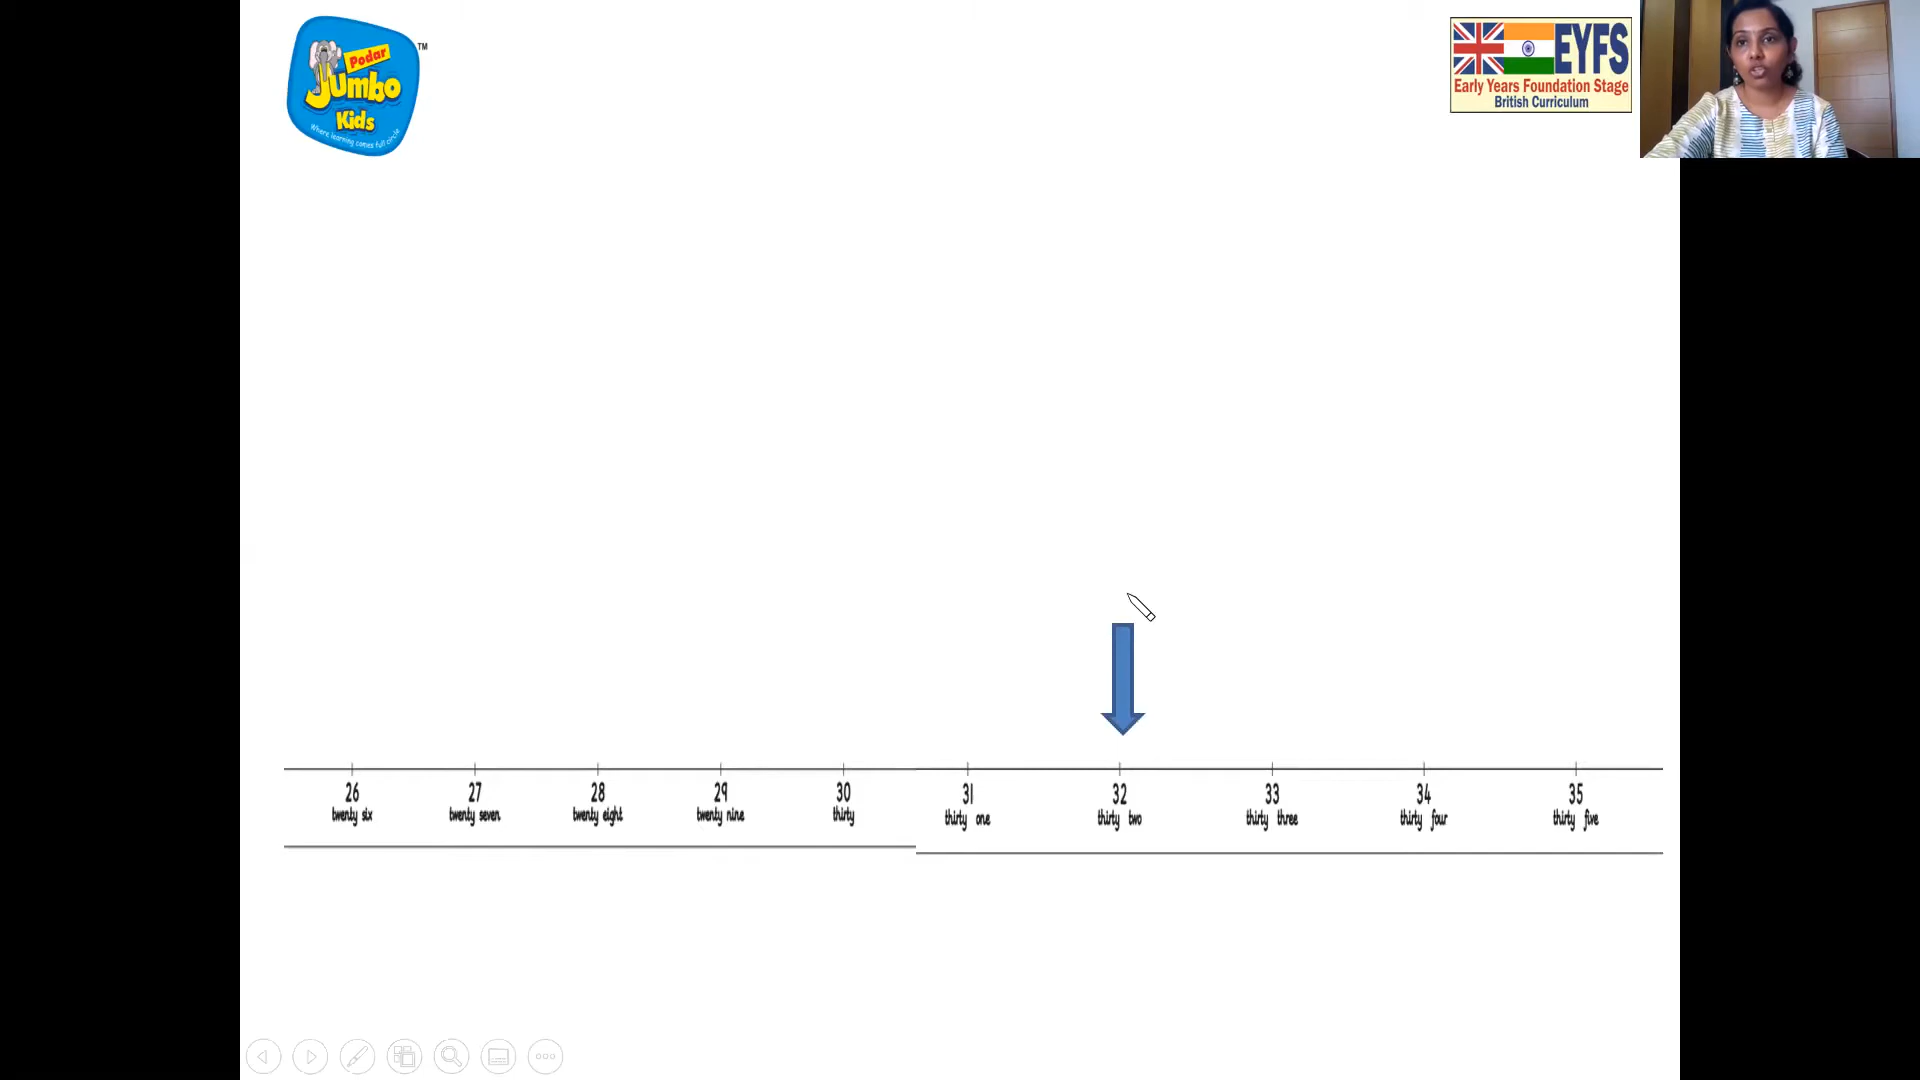 Podar
Jumbo
Kids
Where learning comes full circle
TM
EYFS
Early Years Foundation Stage
British Curriculum
26 27 28 29 30 31 32 33 34 35
twenty six twenty seven twenty eight twenty nine thirty thirty one thirty two thirty three thirty four thirty five